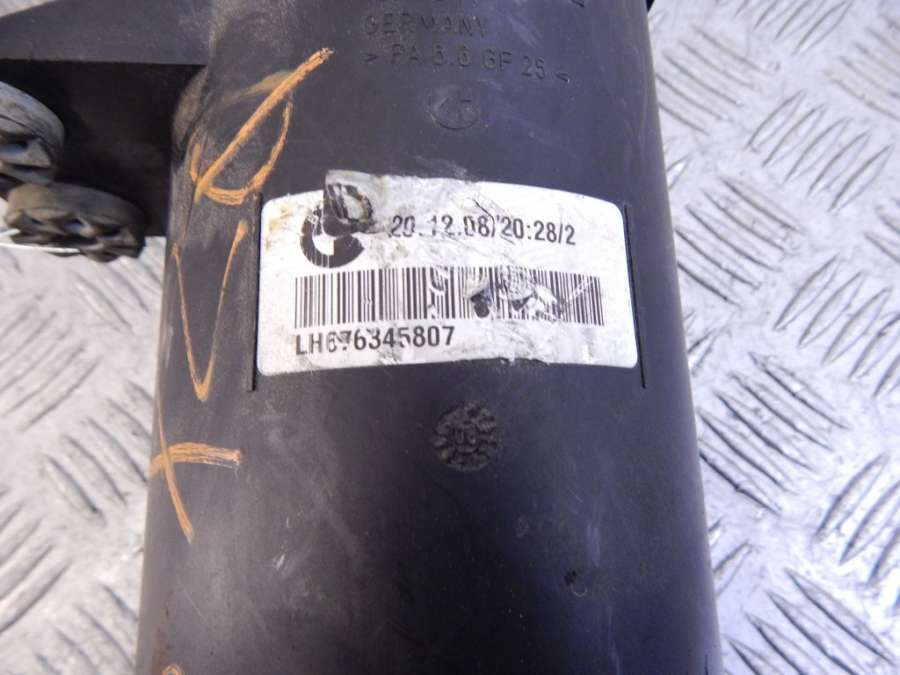 GERMANY
> PA 6.6 GF 25 <
20.12.08/20:28/2
LH676345807